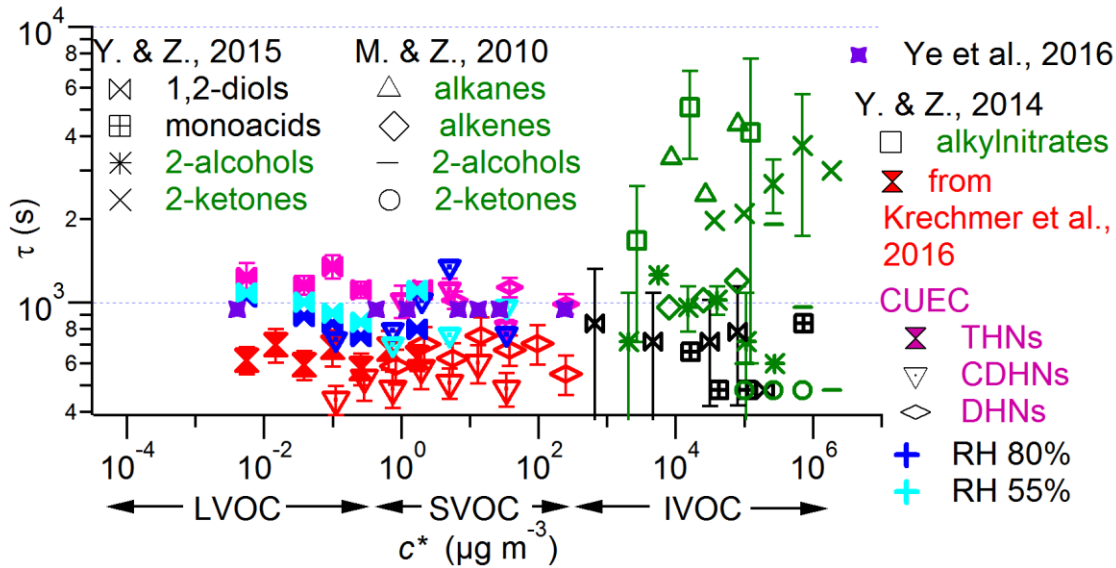 10⁴
8
6
4
2
10³
8
6
4
τ (s)
Y. & Z., 2015
1,2-diols
monoacids
2-alcohols
2-ketones
M. & Z., 2010
alkanes
alkenes
2-alcohols
2-ketones
Ye et al., 2016
Y. & Z., 2014
alkylnitrates
from
Krechmer et al.,
2016
CUEC
THNs
CDHNs
DHNs
RH 80%
RH 55%
10⁻⁴ 10⁻² 10⁰ 10² 10⁴ 10⁶
LVOC SVOC IVOC
c* (µg m⁻³)